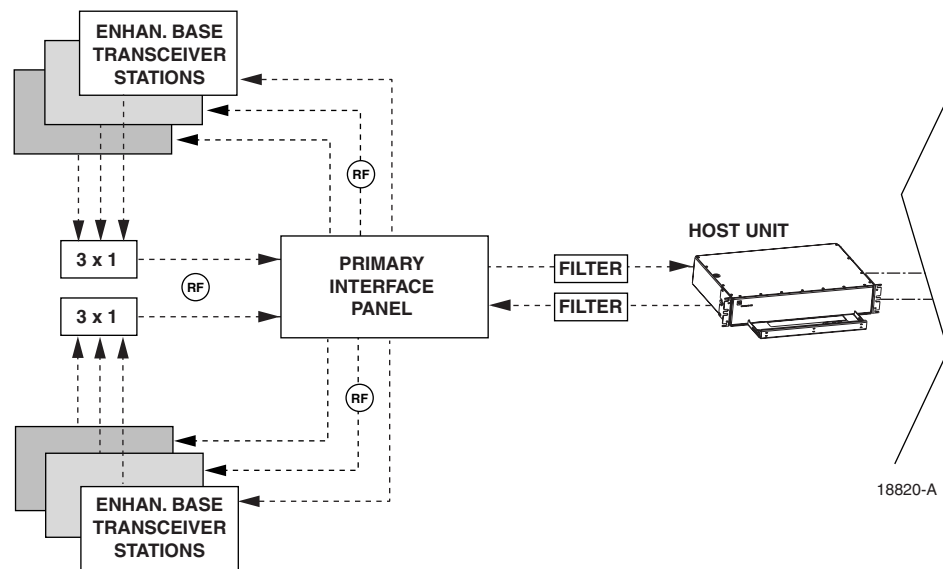 ENHAN. BASE
TRANSCEIVER
STATIONS
RF
HOST UNIT
3 x 1
PRIMARY
INTERFACE
PANEL
FILTER
RF
FILTER
3 x 1
RF
ENHAN. BASE
TRANSCEIVER
STATIONS
18820-A